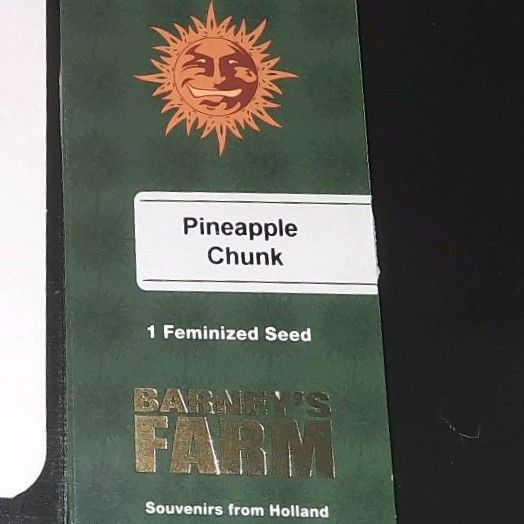 Pineapple
Chunk
1 Feminized Seed
BARNEY'S
FARM
Souvenirs from Holland